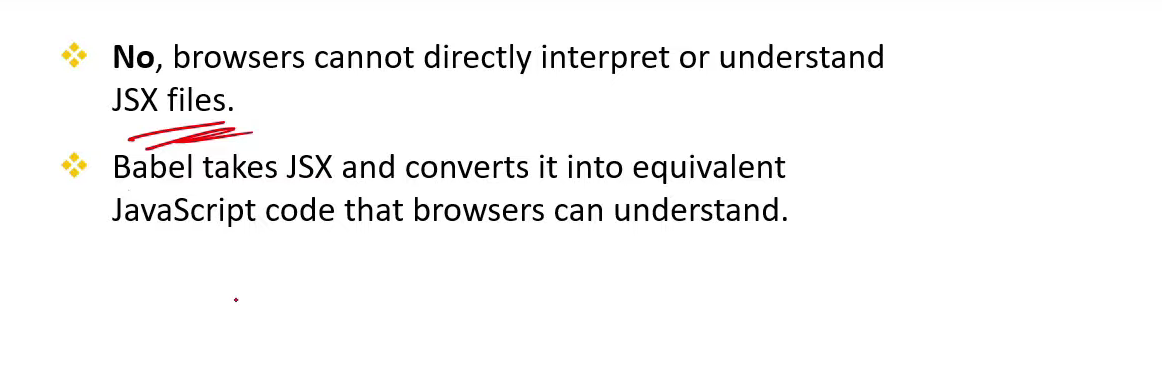 No, browsers cannot directly interpret or understand
JSX files.
Babel takes JSX and converts it into equivalent
JavaScript code that browsers can understand.